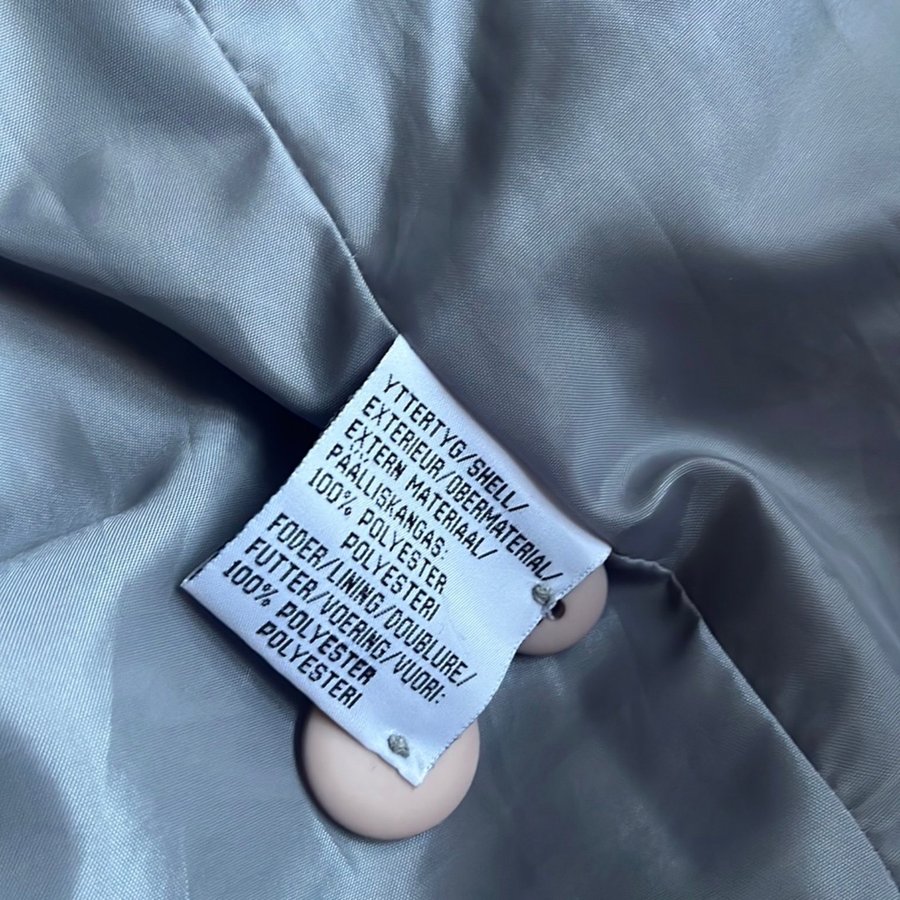 YTTERTYG/SHELL/
EXTERIEUR/OBERMATERIAL/
EXTERN MATERIAAL/
PÄÄLLISKANGAS:
100% POLYESTER
POLYESTERI
FODER/LINING/DOUBLURE/
FUTTER/VOERING/VUORI:
100% POLYESTER
POLYESTERI